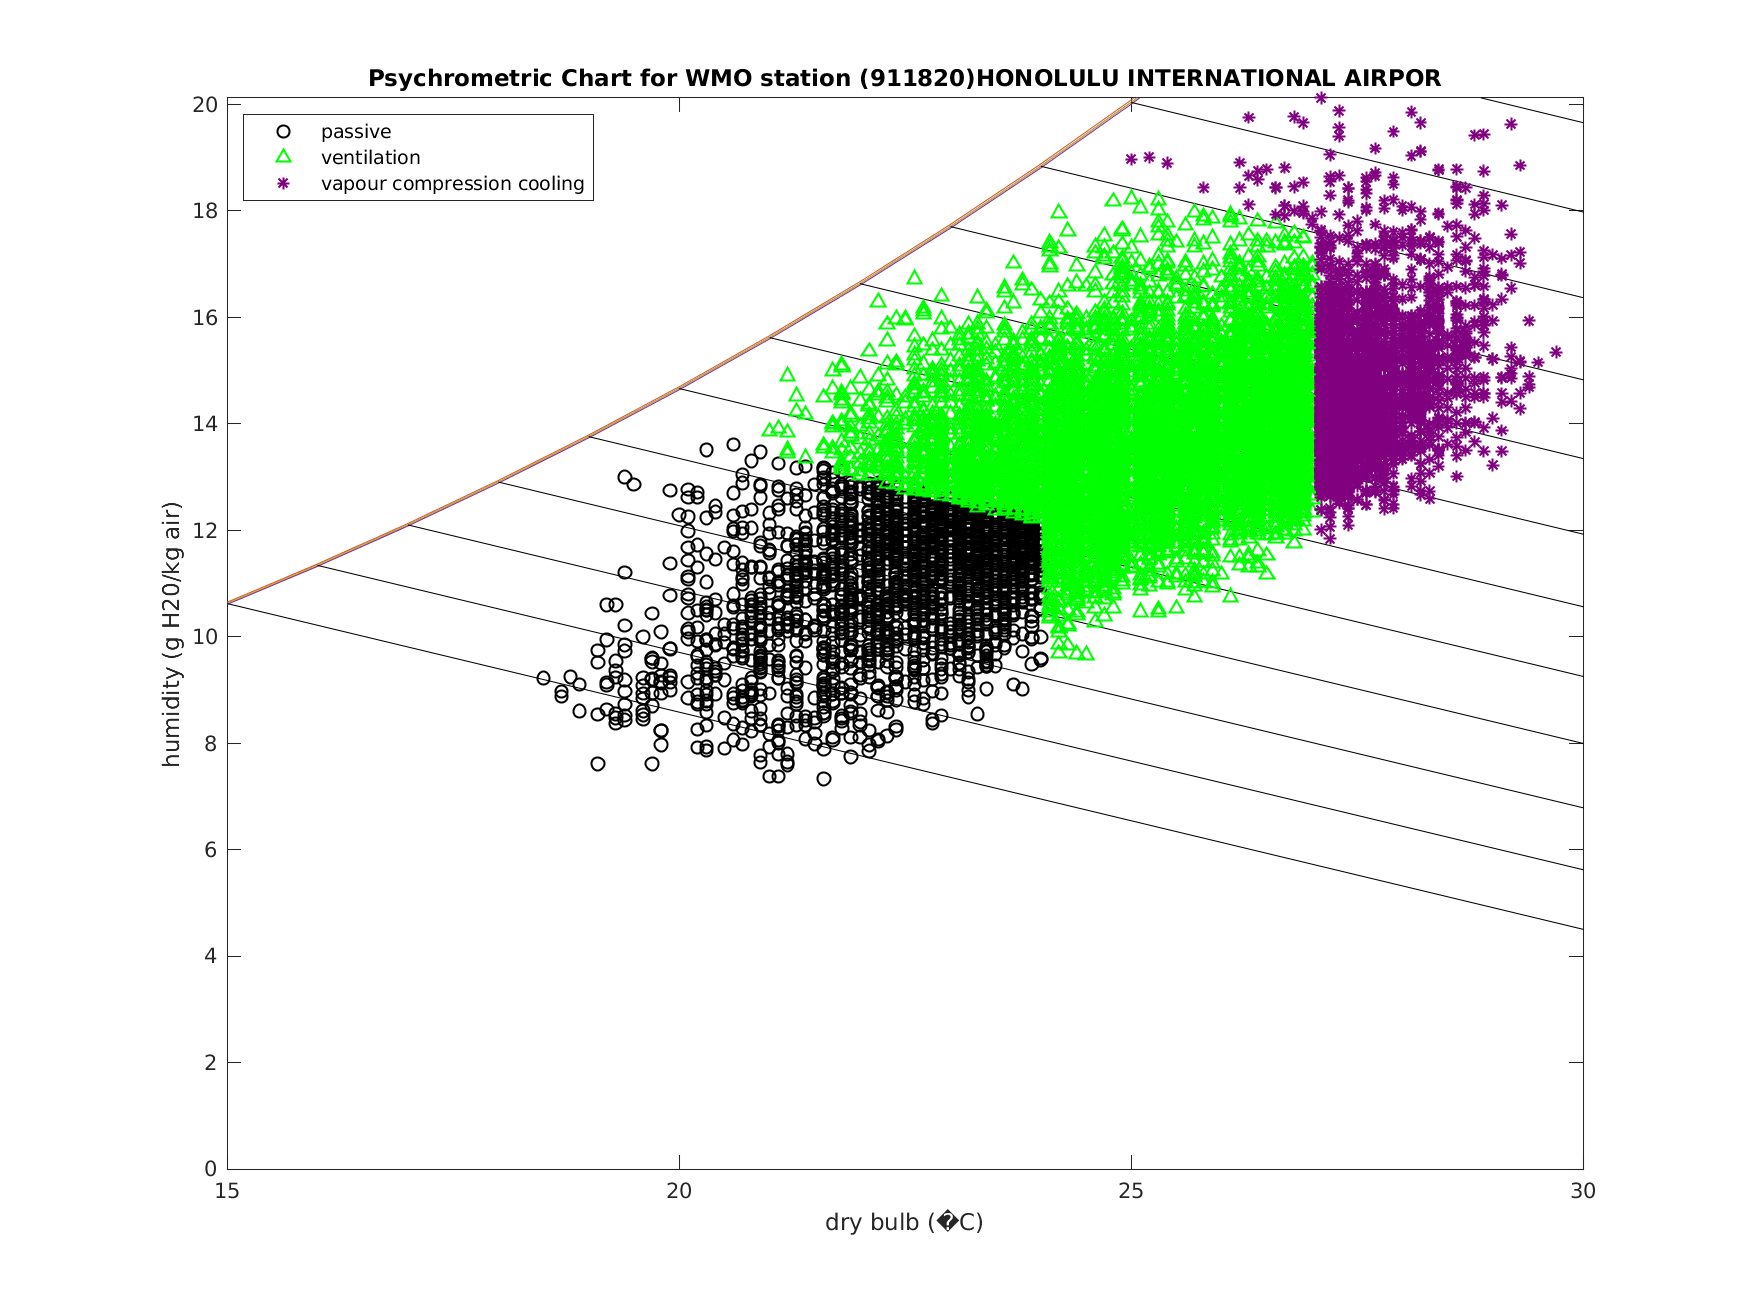 Psychrometric Chart for WMO station (911820)HONOLULU INTERNATIONAL AIRPOR
passive
ventilation
vapour compression cooling
20
18
16
14
12
10
8
6
4
2
0
humidity (g H20/kg air)
15
20
25
30
dry bulb (�C)